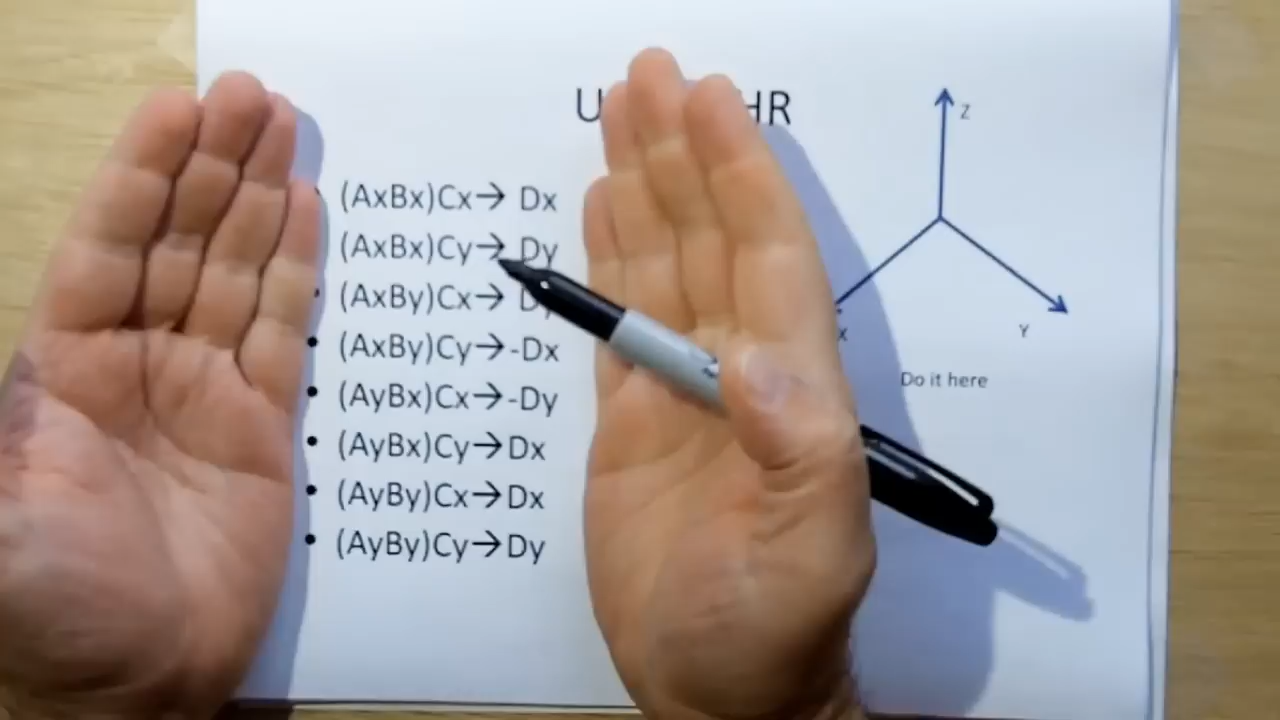 (AxBx)Cx→ Dx
(AxBx)Cy→ Dy
• (AxBy)Cx→ Dy
• (AxBy)Cy→-Dx
• (AyBx)Cx→-Dy
• (AyBx)Cy→Dx
• (AyBy)Cx→Dx
• (AyBy)Cy→Dy
Z
X
Y
Do it here